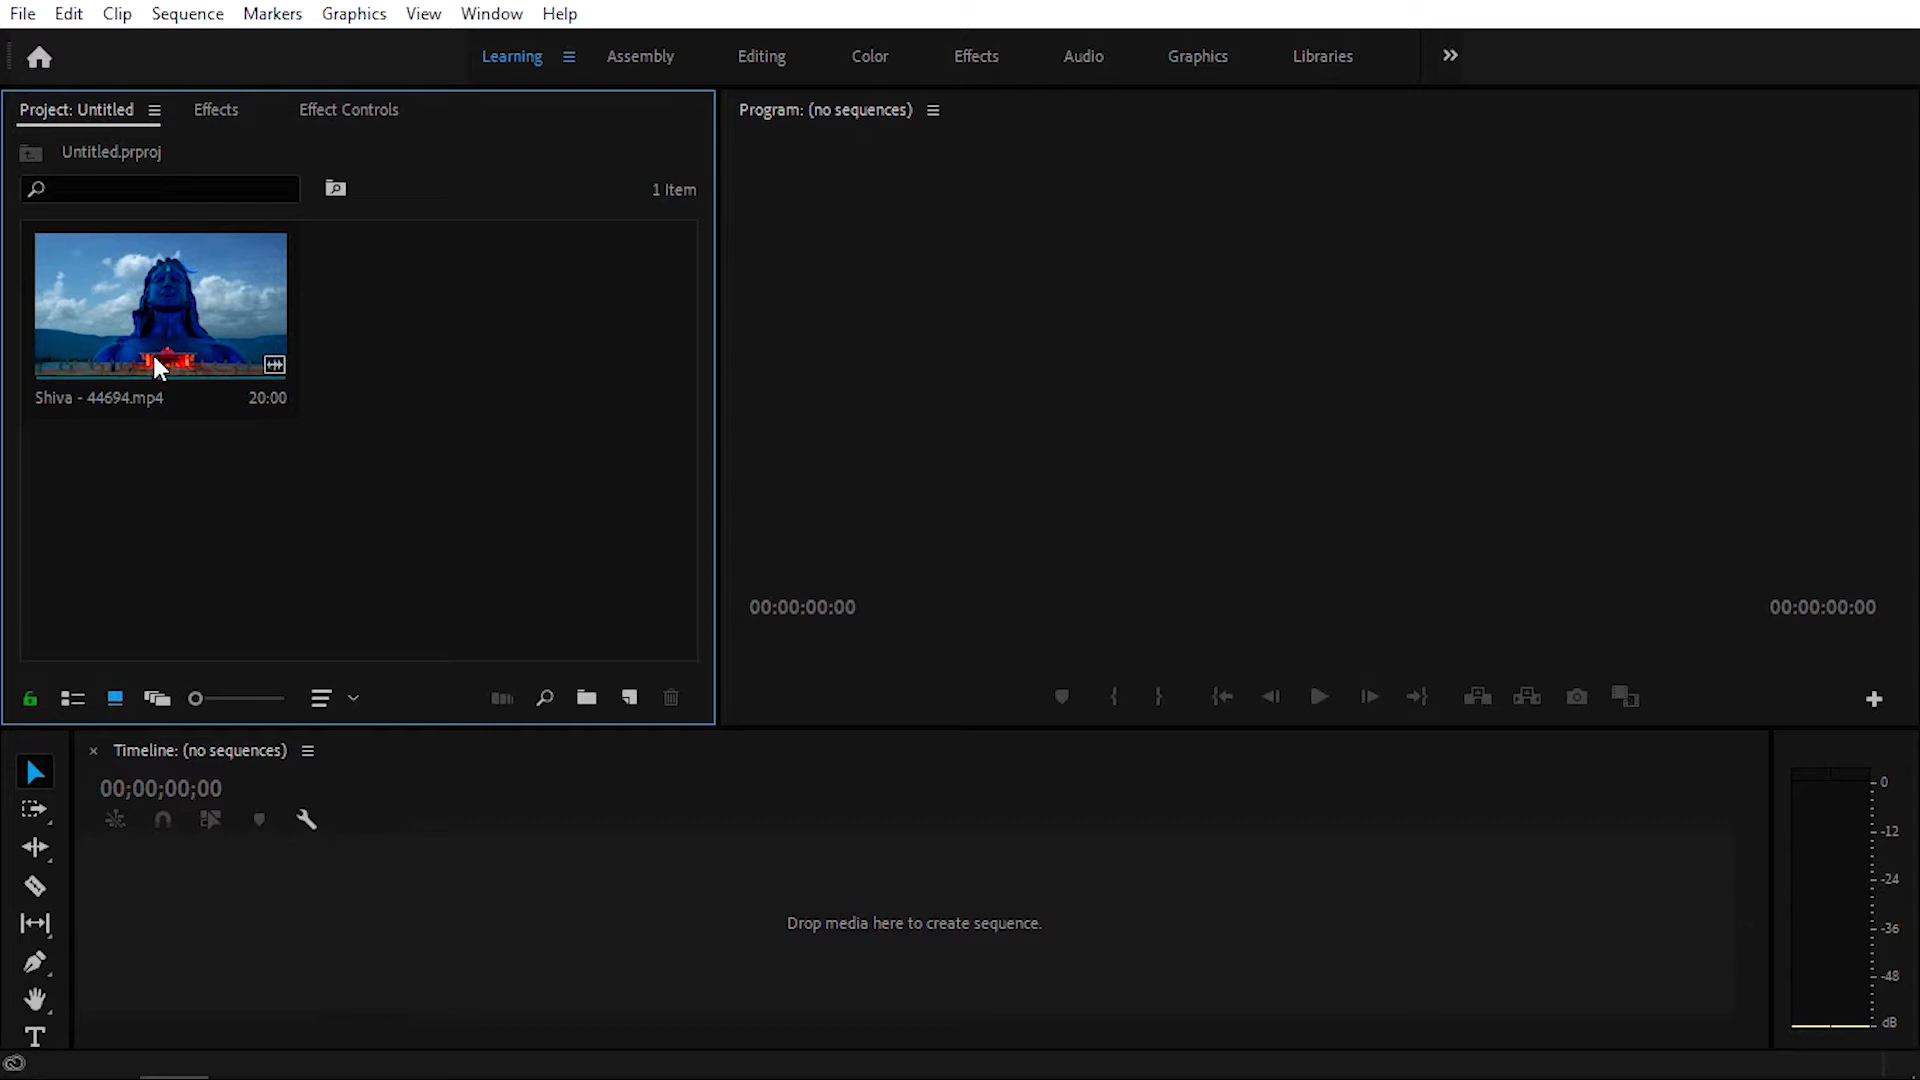 File Edit Clip Sequence Markers Graphics View Window Help
Learning Assembly Editing Color Effects Audio Graphics Libraries
Project: Untitled Effects Effect Controls
Program: (no sequences)
Untitled.prproj
1 Item
Shiva - 44694.mp4 20:00
00:00:00:00 00:00:00:00
Timeline: (no sequences)
00;00;00;00
Drop media here to create sequence.
0
-12
-24
-36
-48
dB